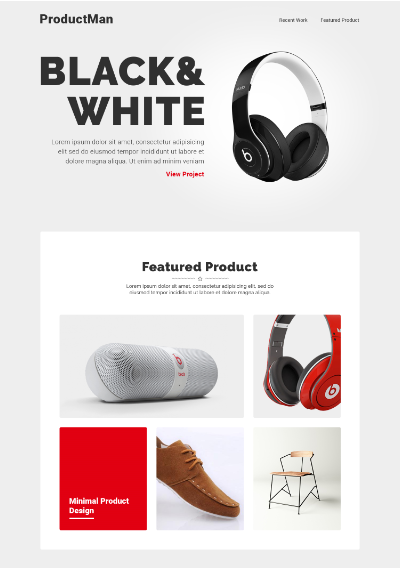 ProductMan
Recent Work Featured Product
BLACK&
WHITE
Lorem ipsum dolor sit amet, consectetur adipisicing
elit sed do eiusmod tempor incididunt ut labore et
dolore magna aliqua. Ut enim ad minim veniam
View Project
Featured Product
Lorem ipsum dolor sit amet, consectetur adipisicing elit, sed do
eiusmod tempor incididunt ut labore et dolore magna aliqua.
Minimal Product
Design